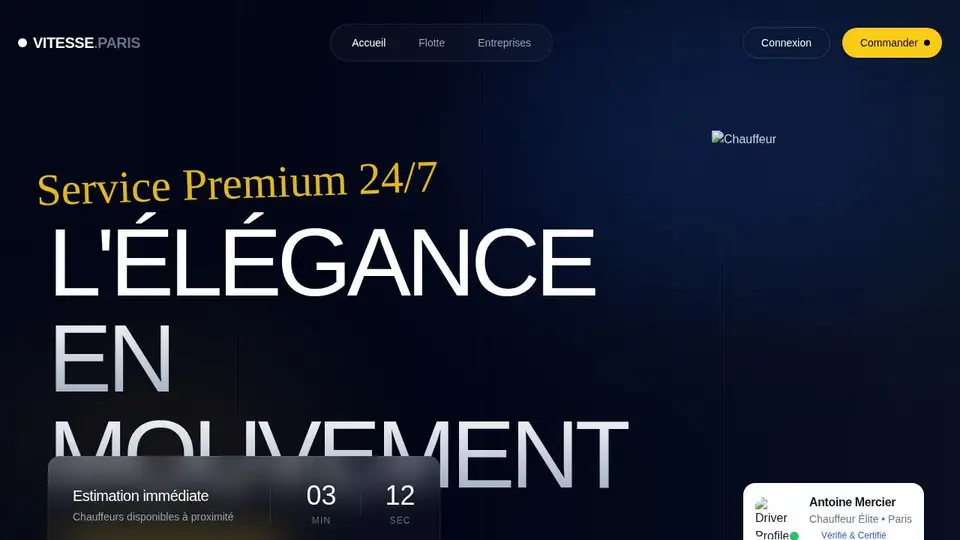 VITESSE.PARIS
Accueil
Flotte
Entreprises
Connexion
Commander
Chauffeur
Service Premium 24/7
L'ÉLÉGANCE
EN
MOUVEMENT
Estimation immédiate
Chauffeurs disponibles à proximité
03
MIN
12
SEC
Driver
Profile
Antoine Mercier
Chauffeur Élite • Paris
Vérifié & Certifié